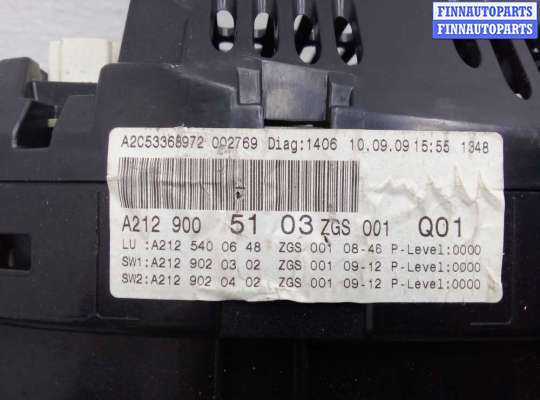 FINNAUTOPARTS
FINNAUTOPARTS
A2C53368972 002769 Diag:1406 10.09.09 15:55 1348
A212 900 51 03 ZGS 001 Q01
LU :A212 540 06 48 ZGS 001 08-46 P-Level:0000
SW1:A212 902 03 02 ZGS 001 09-12 P-Level:0000
SW2:A212 902 04 02 ZGS 001 09-12 P-Level:0000